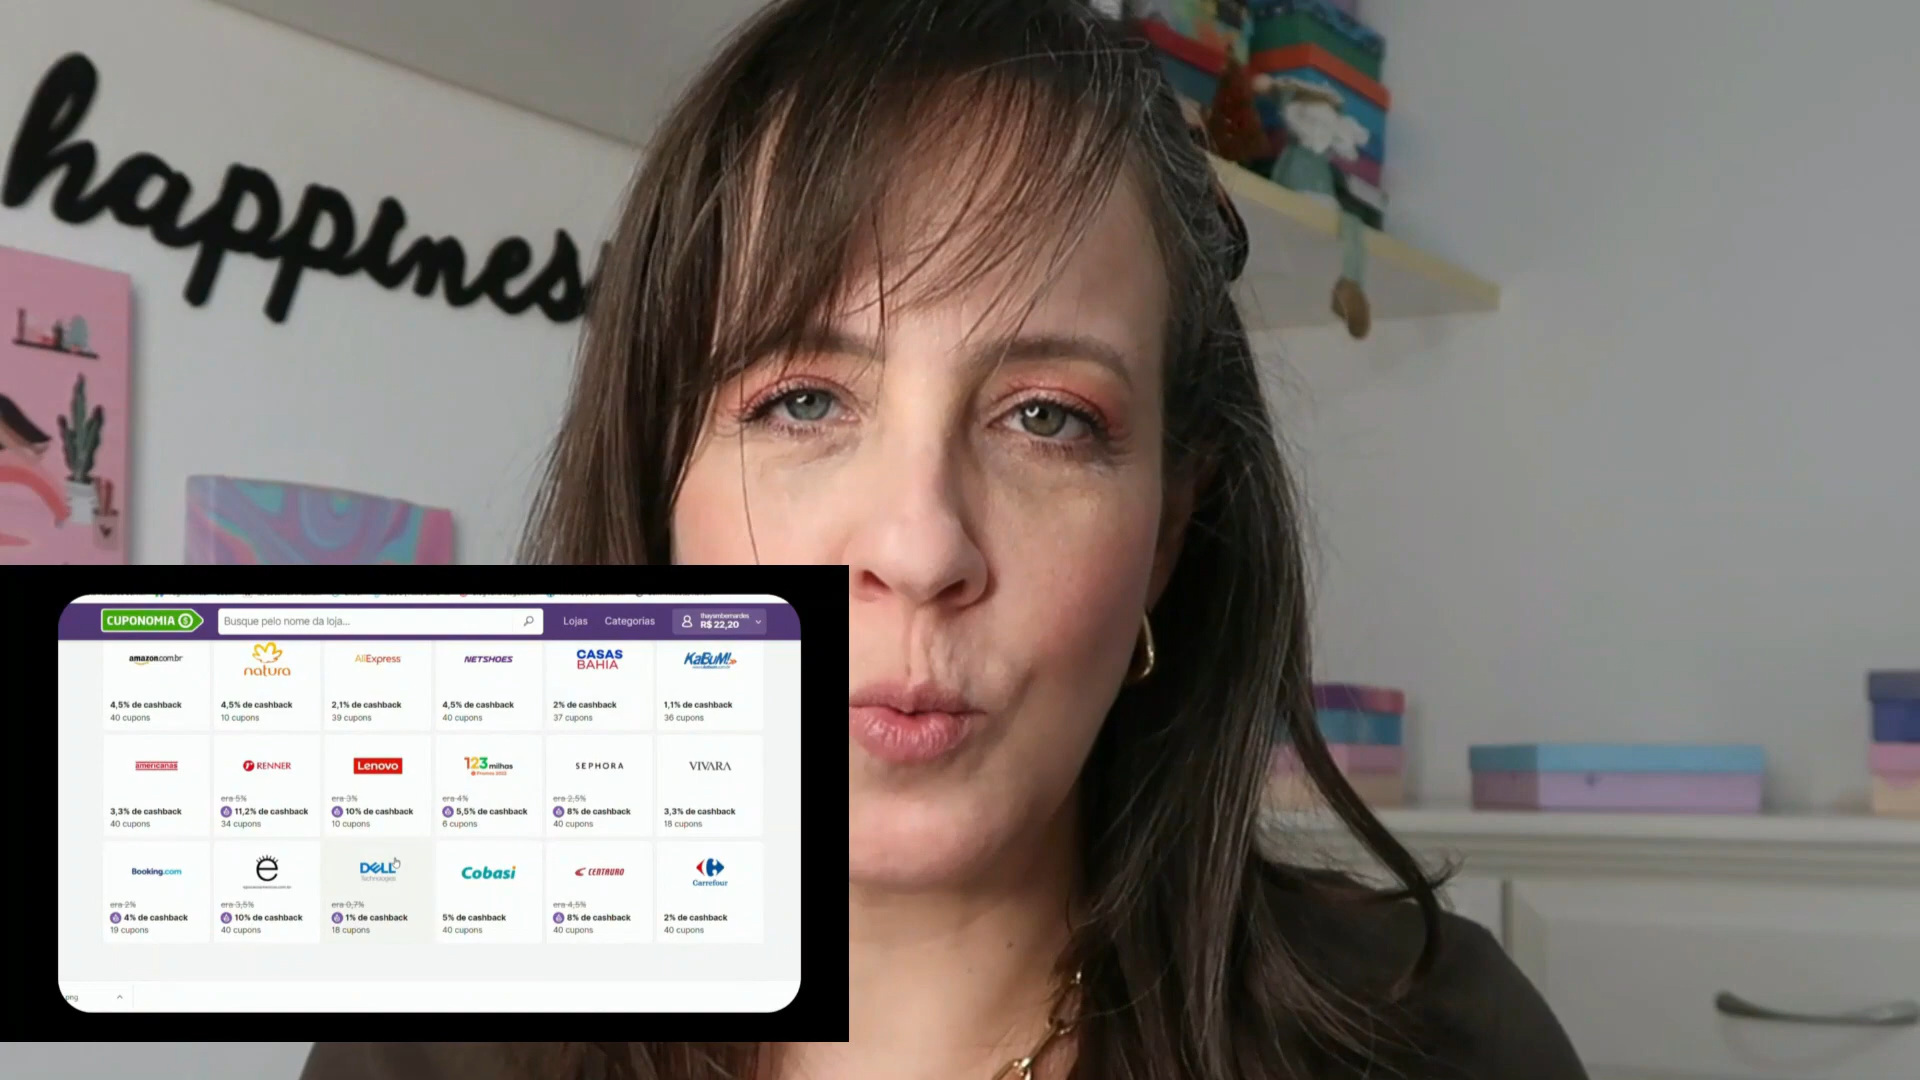 happines
CUPONOMIA
Busque pelo nome da loja...
Lojas
Categorias
thaysmbernardes
R$ 22,20
amazon.com.br
natura
AliExpress
NETSHOES
CASAS BAHIA
KaBuM!
4,5% de cashback
40 cupons
4,5% de cashback
10 cupons
2,1% de cashback
39 cupons
4,5% de cashback
40 cupons
2% de cashback
37 cupons
1,1% de cashback
36 cupons
americanas
RENNER
Lenovo
123 milhas
SEPHORA
VIVARA
3,3% de cashback
40 cupons
era 5%
11,2% de cashback
34 cupons
era 3%
10% de cashback
10 cupons
era 4%
5,5% de cashback
6 cupons
era 2,5%
8% de cashback
40 cupons
3,3% de cashback
18 cupons
Booking.com
e
DELL
Technologies
Cobasi
CENTAURO
Carrefour
era 2%
4% de cashback
19 cupons
era 3,5%
10% de cashback
40 cupons
era 0,7%
1% de cashback
18 cupons
5% de cashback
40 cupons
era 4,5%
8% de cashback
40 cupons
2% de cashback
40 cupons
png